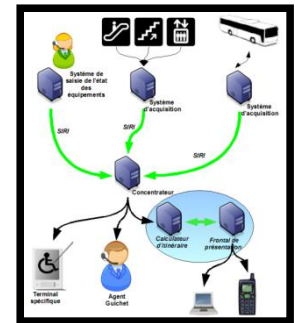 Système de
saisie de l'état
des
équipements
Système
d'acquisition
Système
d'acquisition
SIRI
SIRI
SIRI
Concentrateur
Calculateur
d'itinéraire
Frontal de
présentation
Terminal
spécifique
Agent
Guichet